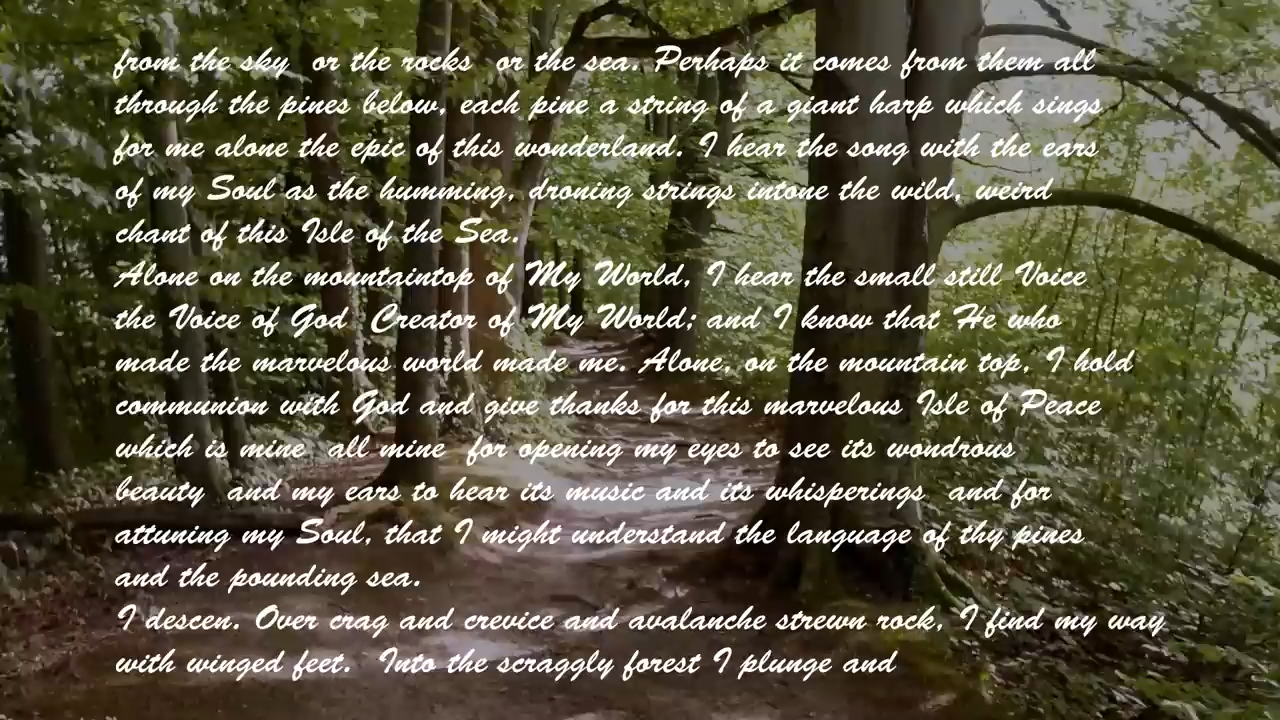 from the sky or the rocks or the sea. Perhaps it comes from them all
through the pines below, each pine a string of a giant harp which sings
for me alone the epic of this wonderland. I hear the song with the ears
of my Soul as the humming, droning strings intone the wild, weird
chant of this Isle of the Sea.
Alone on the mountaintop of My World, I hear the small still Voice
the Voice of God Creator of My World; and I know that He who
made the marvelous world made me. Alone, on the mountain top, I hold
communion with God and give thanks for this marvelous Isle of Peace
which is mine all mine for opening my eyes to see its wondrous
beauty and my ears to hear its music and its whisperings and for
attuning my Soul, that I might understand the language of thy pines
and the pounding sea.
I descen. Over crag and crevice and avalanche strewn rock, I find my way
with winged feet. Into the scraggly forest I plunge and